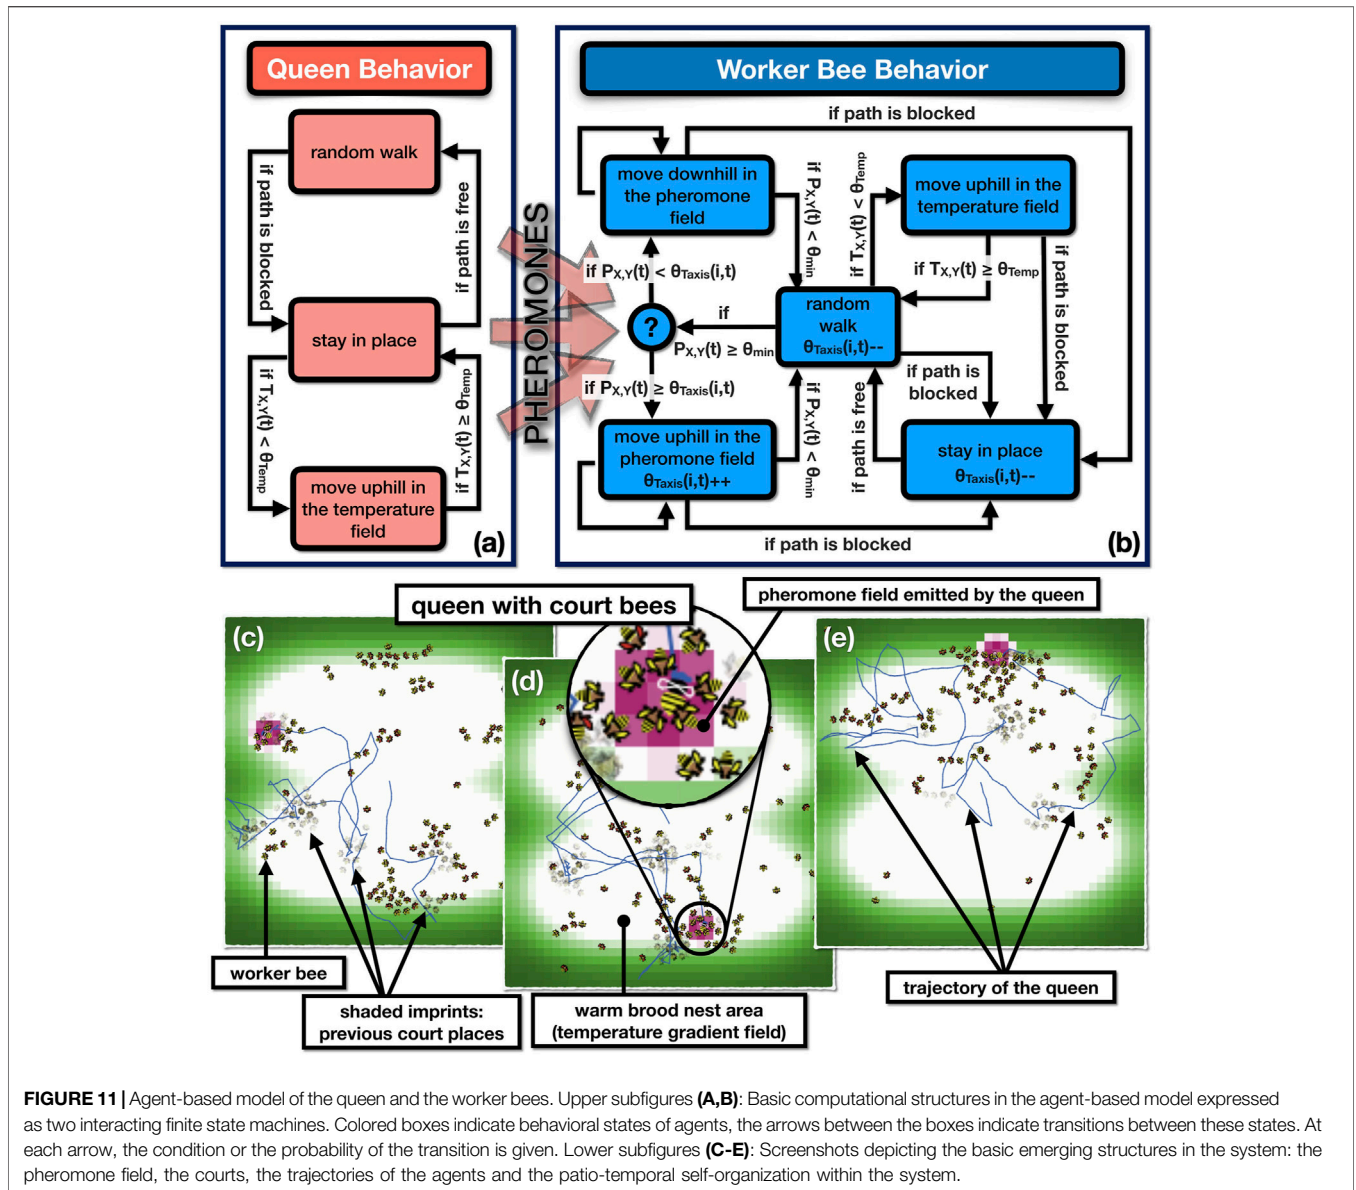 Queen Behavior
random walk
if path is blocked
if path is free
stay in place
if TX,Y(t) < θTemp
if TX,Y(t) ≥ θTemp
move uphill in
the temperature
field
(a)
PHEROMONES
Worker Bee Behavior
if path is blocked
move downhill in
the pheromone
field
if PX,Y(t) < θmin
if TX,Y(t) < θTemp
move uphill in the
temperature field
if PX,Y(t) < θTaxis(i,t)
if TX,Y(t) ≥ θTemp
if path is blocked
?
if
PX,Y(t) ≥ θmin
random
walk
θTaxis(i,t)--
if path is
blocked
if PX,Y(t) ≥ θTaxis(i,t)
if PX,Y(t) < θmin
if path is free
move uphill in the
pheromone field
θTaxis(i,t)++
stay in place
θTaxis(i,t)--
if path is blocked
(b)
queen with court bees
pheromone field emitted by the queen
(c)
(d)
(e)
worker bee
shaded imprints:
previous court places
warm brood nest area
(temperature gradient field)
trajectory of the queen
FIGURE 11 | Agent-based model of the queen and the worker bees. Upper subfigures (A,B): Basic computational structures in the agent-based model expressed
as two interacting finite state machines. Colored boxes indicate behavioral states of agents, the arrows between the boxes indicate transitions between these states. At
each arrow, the condition or the probability of the transition is given. Lower subfigures (C-E): Screenshots depicting the basic emerging structures in the system: the
pheromone field, the courts, the trajectories of the agents and the patio-temporal self-organization within the system.